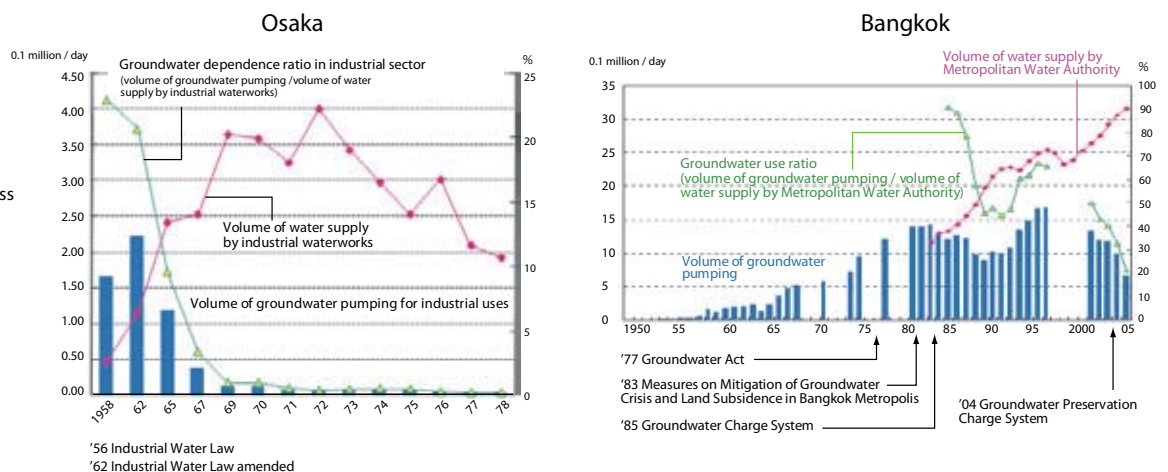 Osaka
0.1 million / day
%
Groundwater dependence ratio in industrial sector
(volume of groundwater pumping /volume of water
supply by industrial waterworks)
4.50
4.00
3.50
3.00
2.50
2.00
1.50
1.00
0.50
0.00
25
20
15
10
5
0
ss
Volume of water supply
by industrial waterworks
Volume of groundwater pumping for industrial uses
1958
62
65
67
69
70
71
72
73
74
75
76
77
78
'56 Industrial Water Law
'62 Industrial Water Law amended
Bangkok
0.1 million / day
Volume of water supply by
Metropolitan Water Authority
%
35
30
25
20
15
10
5
0
100
90
80
70
60
50
40
30
20
10
0
Groundwater use ratio
(volume of groundwater pumping / volume of
water supply by Metropolitan Water Authority)
Volume of groundwater
pumping
1950 55 60 65 70 75 80 85 90 95 2000 05
'77 Groundwater Act
'83 Measures on Mitigation of Groundwater
Crisis and Land Subsidence in Bangkok Metropolis
'85 Groundwater Charge System
'04 Groundwater Preservation
Charge System